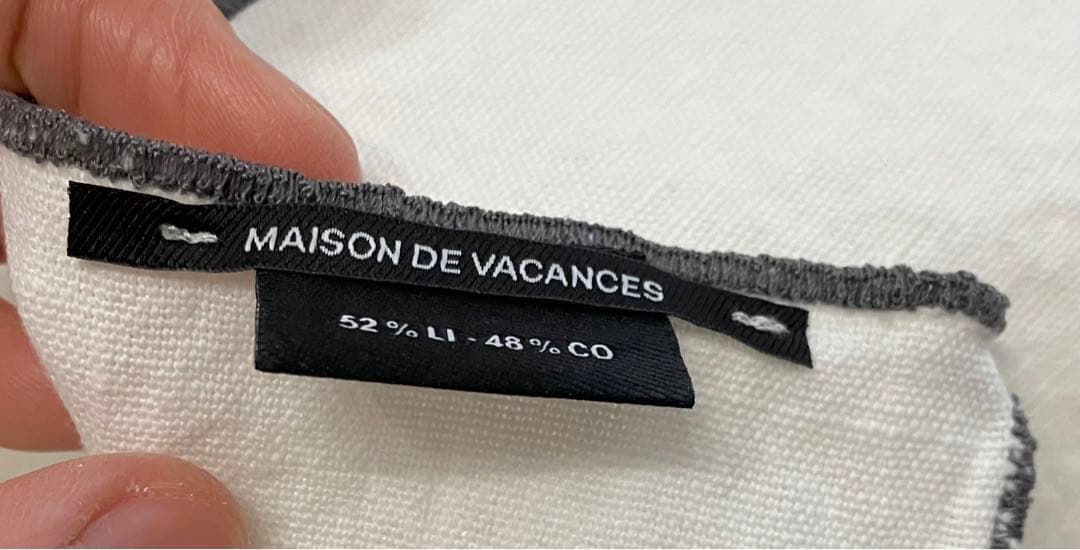 MAISON DE VACANCES
52 % LI - 48 % CO